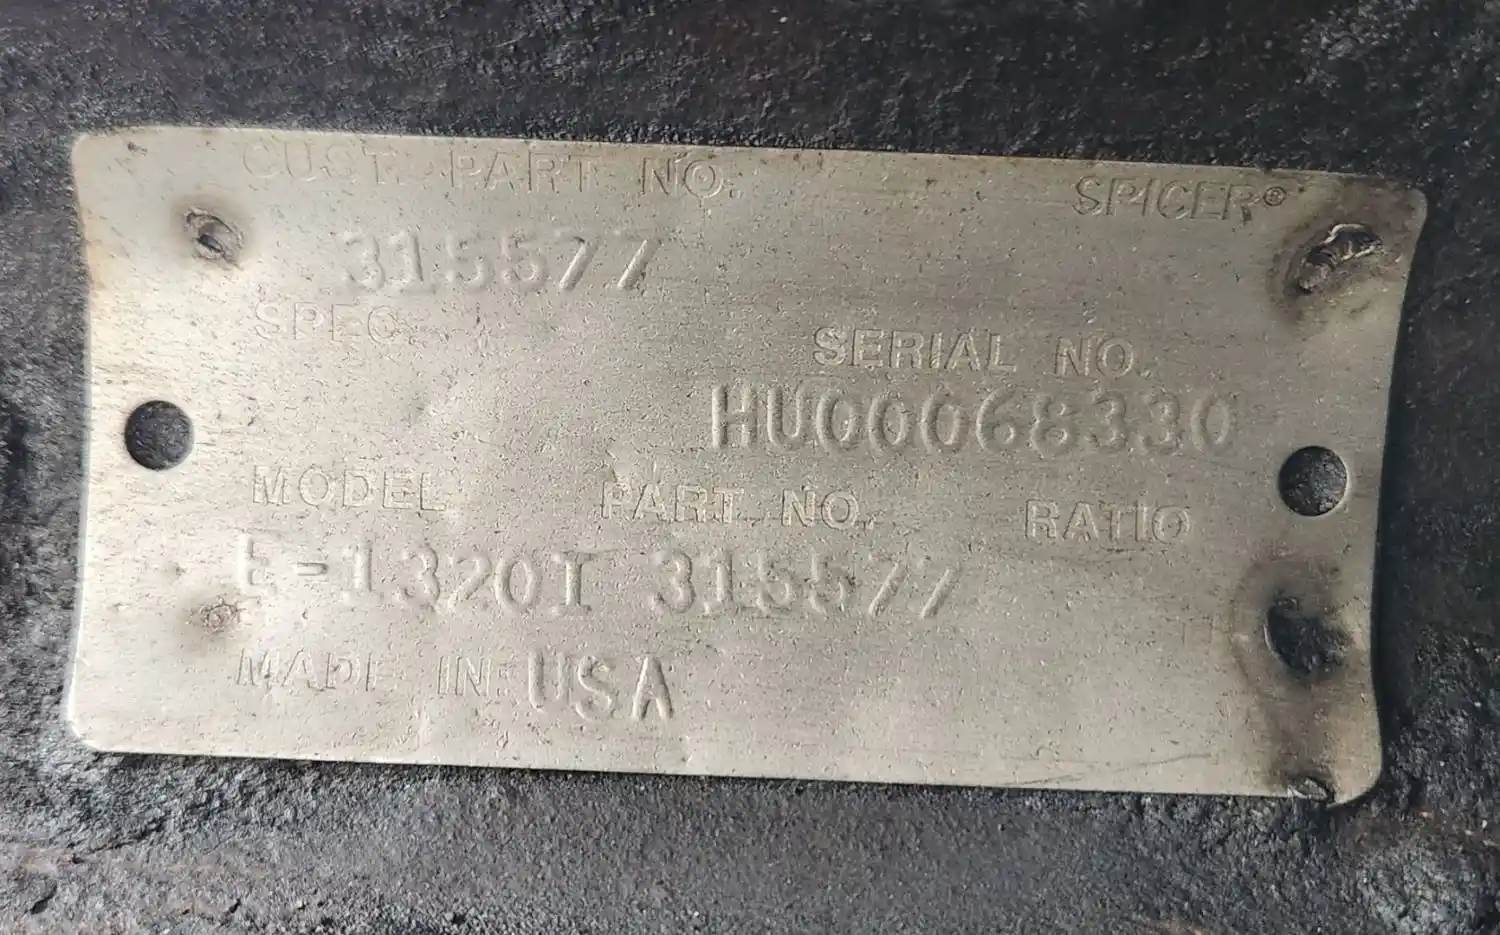 CUST. PART NO. SPICER®
315577
SPEC. SERIAL NO.
HU00068330
MODEL PART NO. RATIO
E-1320I 315577
MADE IN USA